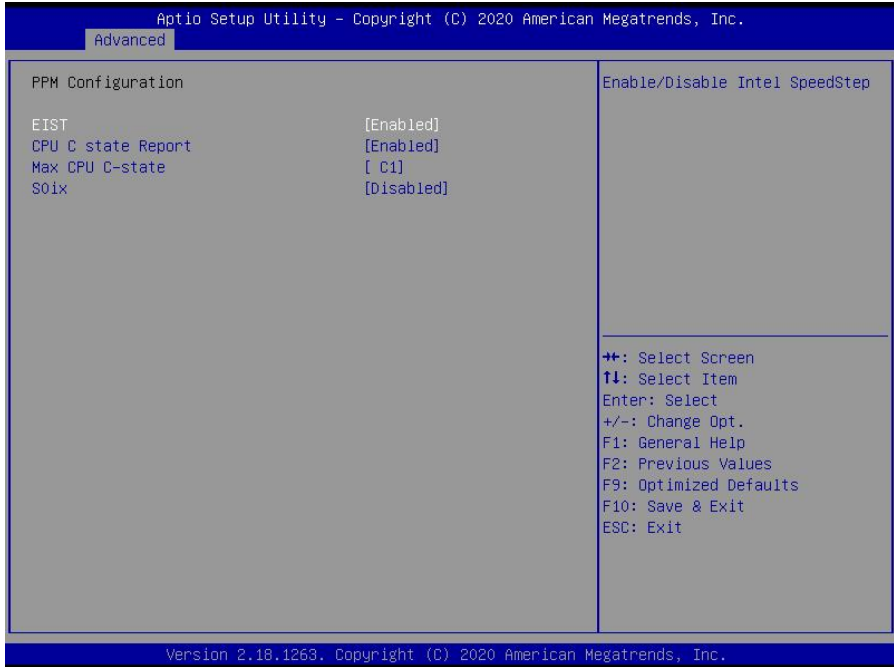 Aptio Setup Utility – Copyright (C) 2020 American Megatrends, Inc.
Advanced
PPM Configuration
EIST [Enabled]
CPU C state Report [Enabled]
Max CPU C-state [ C1]
S0ix [Disabled]
Enable/Disable Intel SpeedStep
→←: Select Screen
↑↓: Select Item
Enter: Select
+/-: Change Opt.
F1: General Help
F2: Previous Values
F9: Optimized Defaults
F10: Save & Exit
ESC: Exit
Version 2.18.1263. Copyright (C) 2020 American Megatrends, Inc.